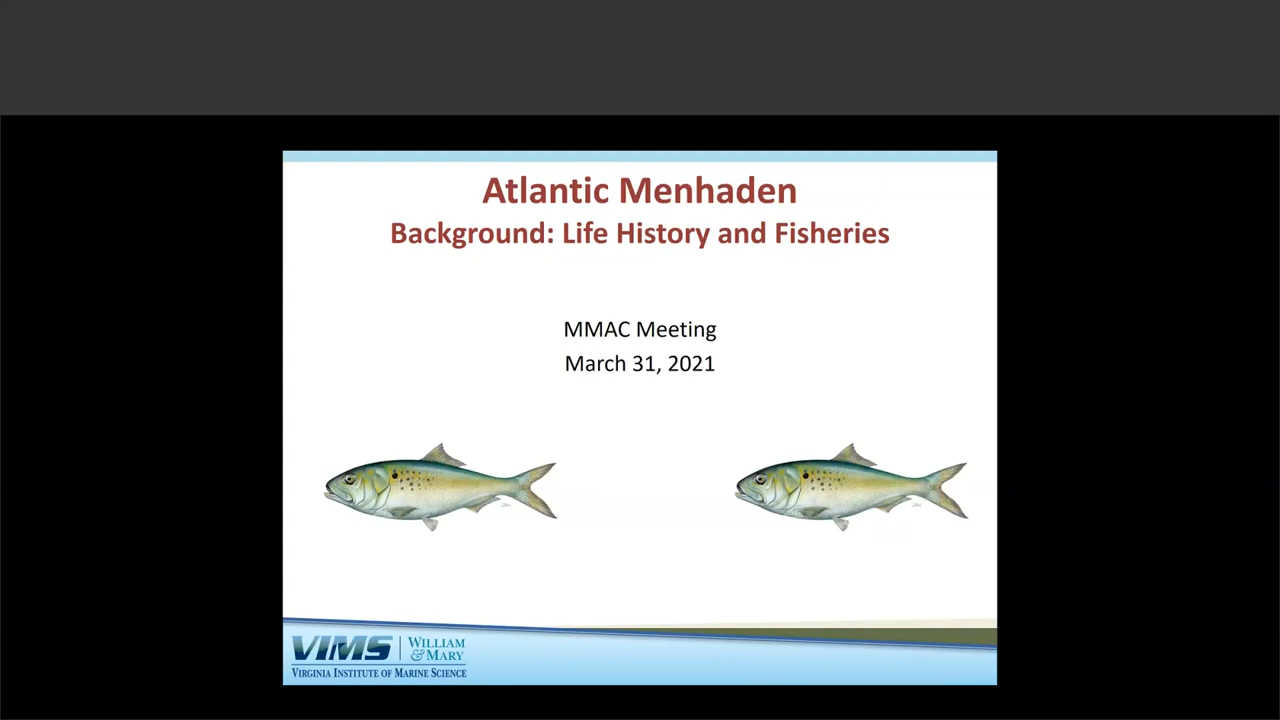 Atlantic Menhaden
Background: Life History and Fisheries
MMAC Meeting
March 31, 2021
VIMS
WILLIAM
& MARY
VIRGINIA INSTITUTE OF MARINE SCIENCE